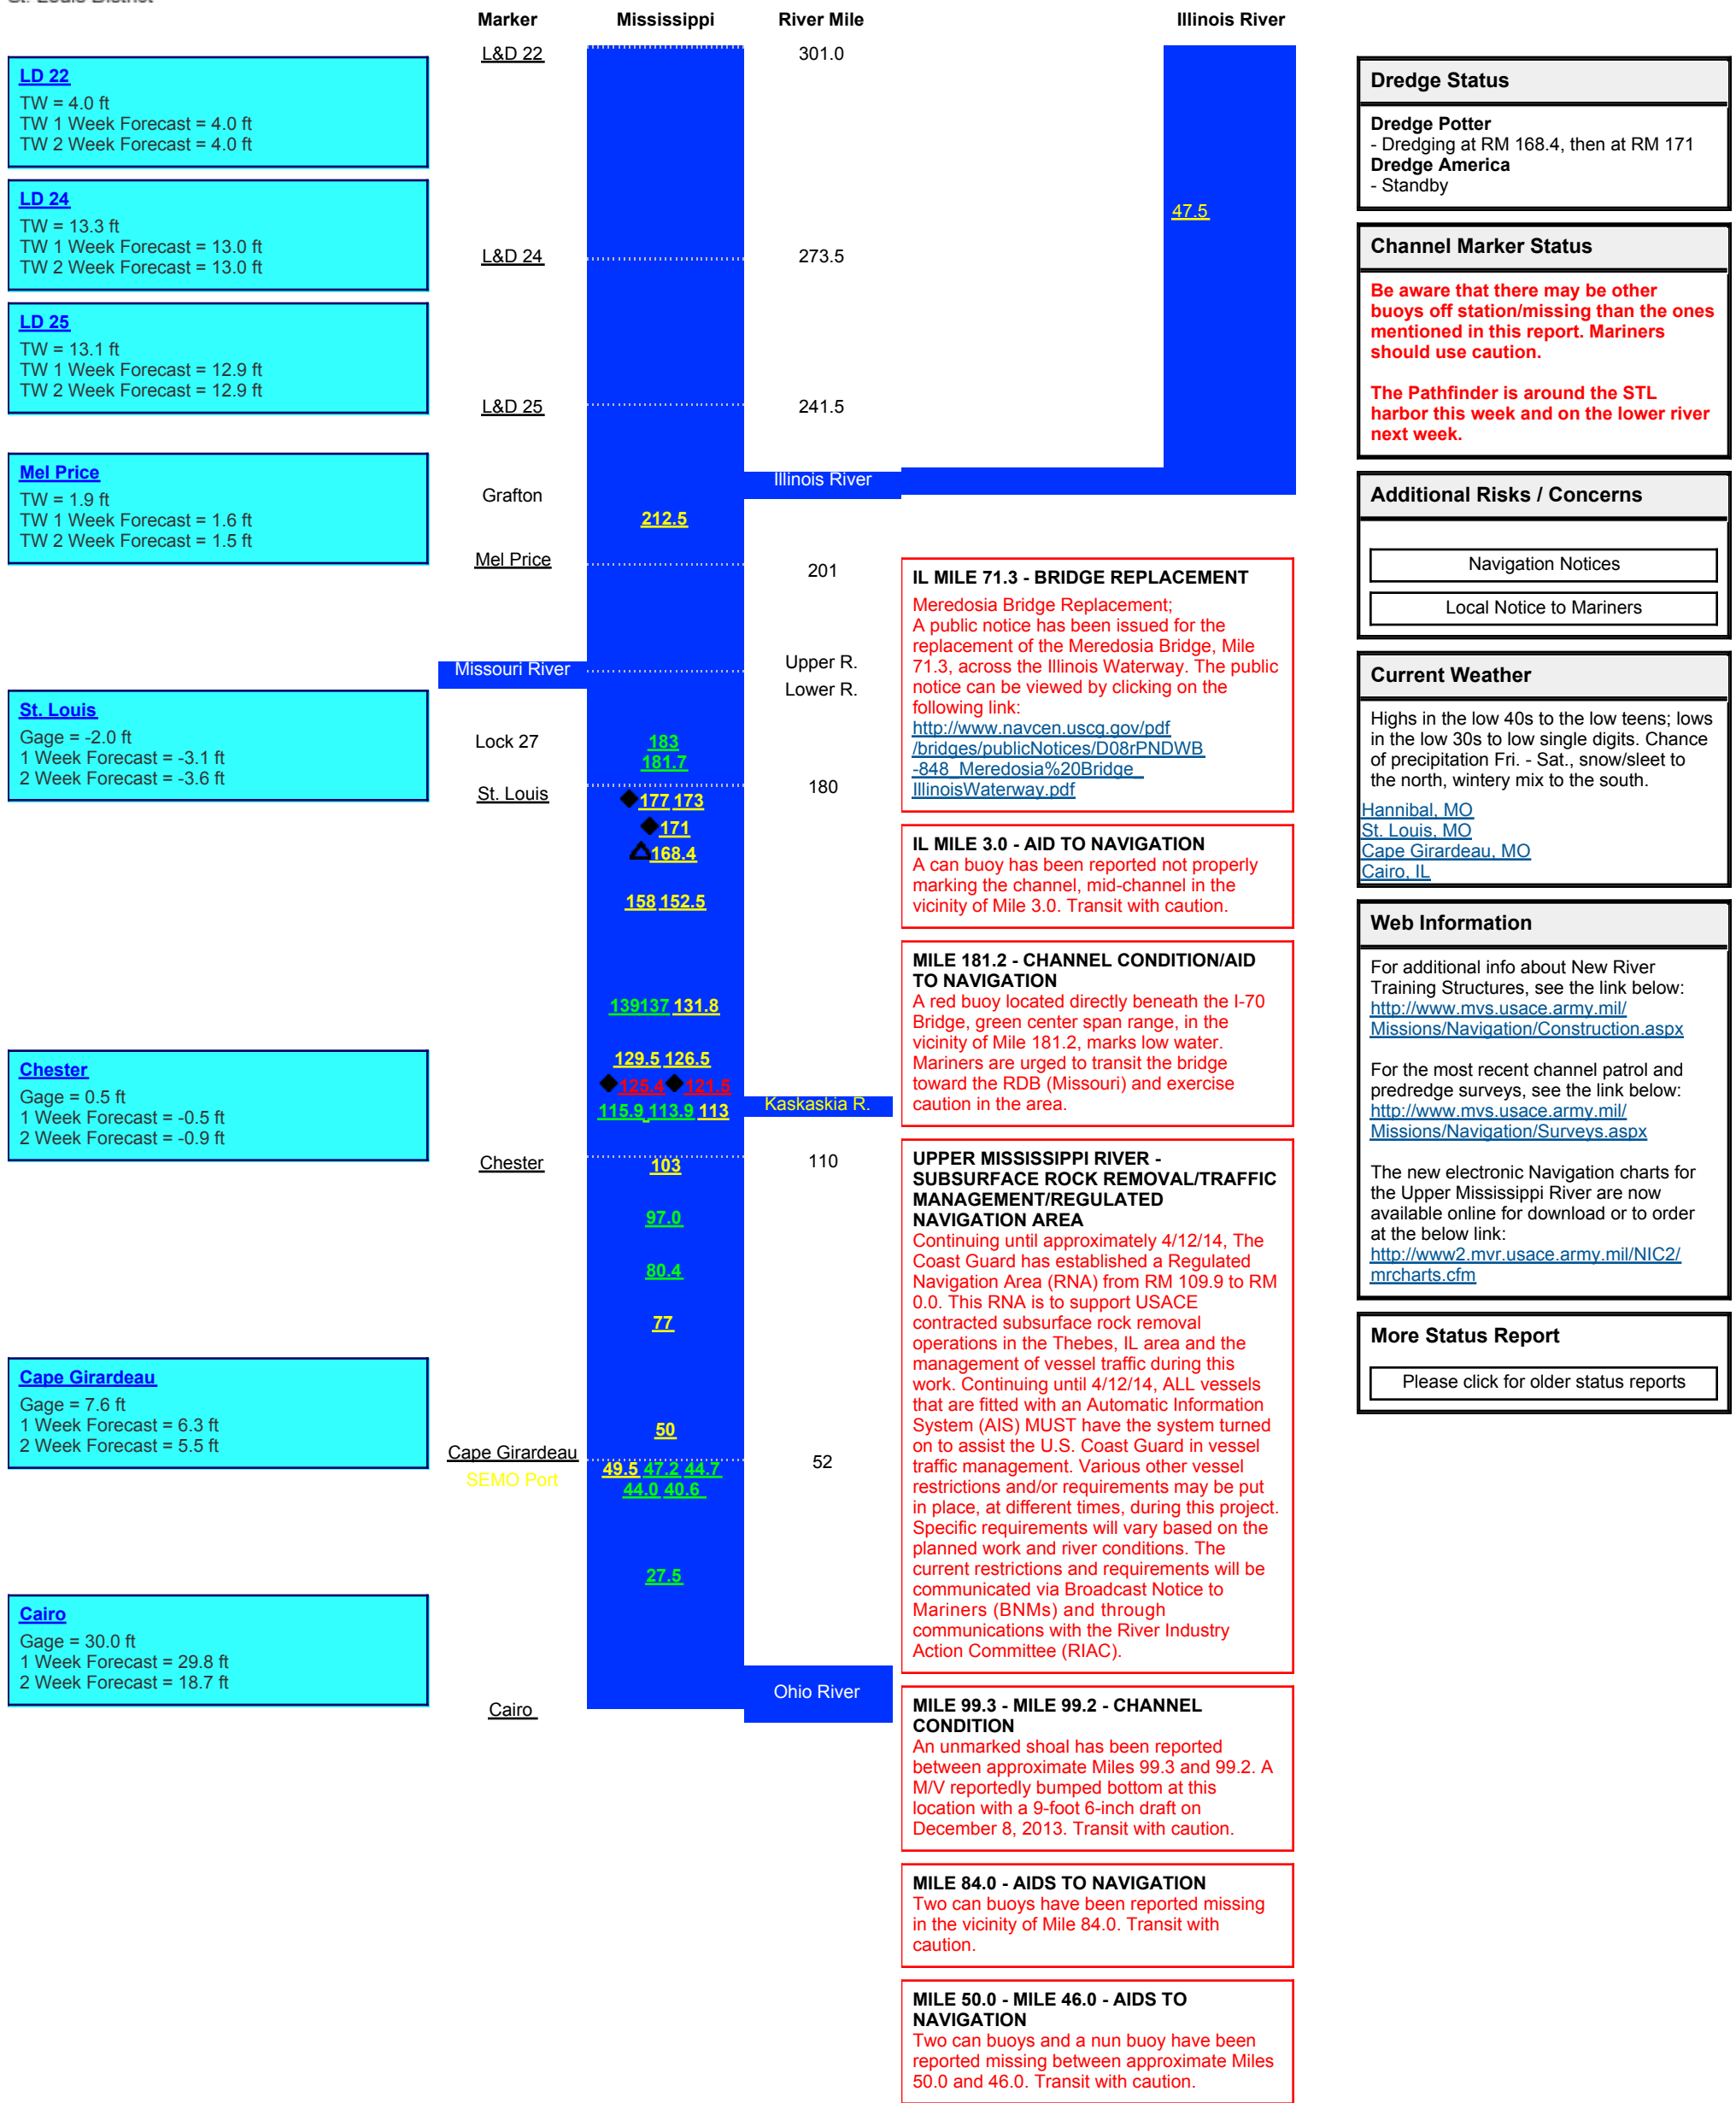 St. Louis District
Marker Mississippi River Mile Illinois River
LD 22
TW = 4.0 ft
TW 1 Week Forecast = 4.0 ft
TW 2 Week Forecast = 4.0 ft
LD 24
TW = 13.3 ft
TW 1 Week Forecast = 13.0 ft
TW 2 Week Forecast = 13.0 ft
LD 25
TW = 13.1 ft
TW 1 Week Forecast = 12.9 ft
TW 2 Week Forecast = 12.9 ft
Mel Price
TW = 1.9 ft
TW 1 Week Forecast = 1.6 ft
TW 2 Week Forecast = 1.5 ft
St. Louis
Gage = -2.0 ft
1 Week Forecast = -3.1 ft
2 Week Forecast = -3.6 ft
Chester
Gage = 0.5 ft
1 Week Forecast = -0.5 ft
2 Week Forecast = -0.9 ft
Cape Girardeau
Gage = 7.6 ft
1 Week Forecast = 6.3 ft
2 Week Forecast = 5.5 ft
Cairo
Gage = 30.0 ft
1 Week Forecast = 29.8 ft
2 Week Forecast = 18.7 ft
L&D 22 301.0
47.5
L&D 24 273.5
L&D 25 241.5
Illinois River
Grafton
212.5
Mel Price 201
Upper R.
Missouri River
Lower R.
Lock 27 183
181.7
St. Louis 180
◆177 173
◆171
△168.4
158 152.5
139137 131.8
129.5 126.5
◆125.4◆121.5
115.9 113.9 113 Kaskaskia R.
Chester 103 110
97.0
80.4
77
50
Cape Girardeau 52
SEMO Port 49.5 47.2 44.7
44.0 40.6
27.5
Ohio River
Cairo
IL MILE 71.3 - BRIDGE REPLACEMENT
Meredosia Bridge Replacement;
A public notice has been issued for the
replacement of the Meredosia Bridge, Mile
71.3, across the Illinois Waterway. The public
notice can be viewed by clicking on the
following link:
http://www.navcen.uscg.gov/pdf
/bridges/publicNotices/D08rPNDWB
-848_Meredosia%20Bridge_
IllinoisWaterway.pdf
IL MILE 3.0 - AID TO NAVIGATION
A can buoy has been reported not properly
marking the channel, mid-channel in the
vicinity of Mile 3.0. Transit with caution.
MILE 181.2 - CHANNEL CONDITION/AID
TO NAVIGATION
A red buoy located directly beneath the I-70
Bridge, green center span range, in the
vicinity of Mile 181.2, marks low water.
Mariners are urged to transit the bridge
toward the RDB (Missouri) and exercise
caution in the area.
UPPER MISSISSIPPI RIVER -
SUBSURFACE ROCK REMOVAL/TRAFFIC
MANAGEMENT/REGULATED
NAVIGATION AREA
Continuing until approximately 4/12/14, The
Coast Guard has established a Regulated
Navigation Area (RNA) from RM 109.9 to RM
0.0. This RNA is to support USACE
contracted subsurface rock removal
operations in the Thebes, IL area and the
management of vessel traffic during this
work. Continuing until 4/12/14, ALL vessels
that are fitted with an Automatic Information
System (AIS) MUST have the system turned
on to assist the U.S. Coast Guard in vessel
traffic management. Various other vessel
restrictions and/or requirements may be put
in place, at different times, during this project.
Specific requirements will vary based on the
planned work and river conditions. The
current restrictions and requirements will be
communicated via Broadcast Notice to
Mariners (BNMs) and through
communications with the River Industry
Action Committee (RIAC).
MILE 99.3 - MILE 99.2 - CHANNEL
CONDITION
An unmarked shoal has been reported
between approximate Miles 99.3 and 99.2. A
M/V reportedly bumped bottom at this
location with a 9-foot 6-inch draft on
December 8, 2013. Transit with caution.
MILE 84.0 - AIDS TO NAVIGATION
Two can buoys have been reported missing
in the vicinity of Mile 84.0. Transit with
caution.
MILE 50.0 - MILE 46.0 - AIDS TO
NAVIGATION
Two can buoys and a nun buoy have been
reported missing between approximate Miles
50.0 and 46.0. Transit with caution.
Dredge Status
Dredge Potter
- Dredging at RM 168.4, then at RM 171
Dredge America
- Standby
Channel Marker Status
Be aware that there may be other
buoys off station/missing than the ones
mentioned in this report. Mariners
should use caution.
The Pathfinder is around the STL
harbor this week and on the lower river
next week.
Additional Risks / Concerns
Navigation Notices
Local Notice to Mariners
Current Weather
Highs in the low 40s to the low teens; lows
in the low 30s to low single digits. Chance
of precipitation Fri. - Sat., snow/sleet to
the north, wintery mix to the south.
Hannibal, MO
St. Louis, MO
Cape Girardeau, MO
Cairo, IL
Web Information
For additional info about New River
Training Structures, see the link below:
http://www.mvs.usace.army.mil/
Missions/Navigation/Construction.aspx
For the most recent channel patrol and
predredge surveys, see the link below:
http://www.mvs.usace.army.mil/
Missions/Navigation/Surveys.aspx
The new electronic Navigation charts for
the Upper Mississippi River are now
available online for download or to order
at the below link:
http://www2.mvr.usace.army.mil/NIC2/
mrcharts.cfm
More Status Report
Please click for older status reports